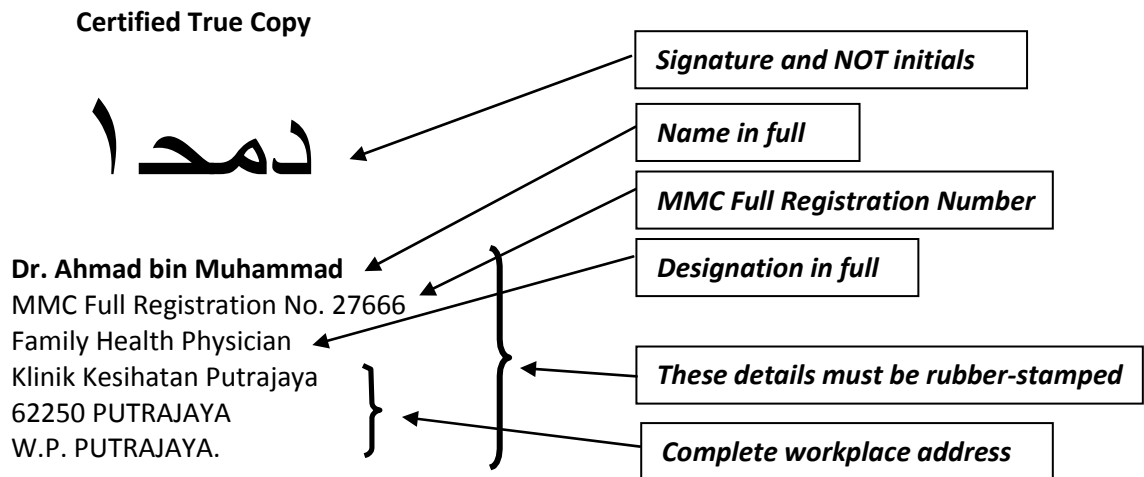 Certified True Copy
دمحا
Dr. Ahmad bin Muhammad
MMC Full Registration No. 27666
Family Health Physician
Klinik Kesihatan Putrajaya
62250 PUTRAJAYA
W.P. PUTRAJAYA.
Signature and NOT initials
Name in full
MMC Full Registration Number
Designation in full
These details must be rubber-stamped
Complete workplace address